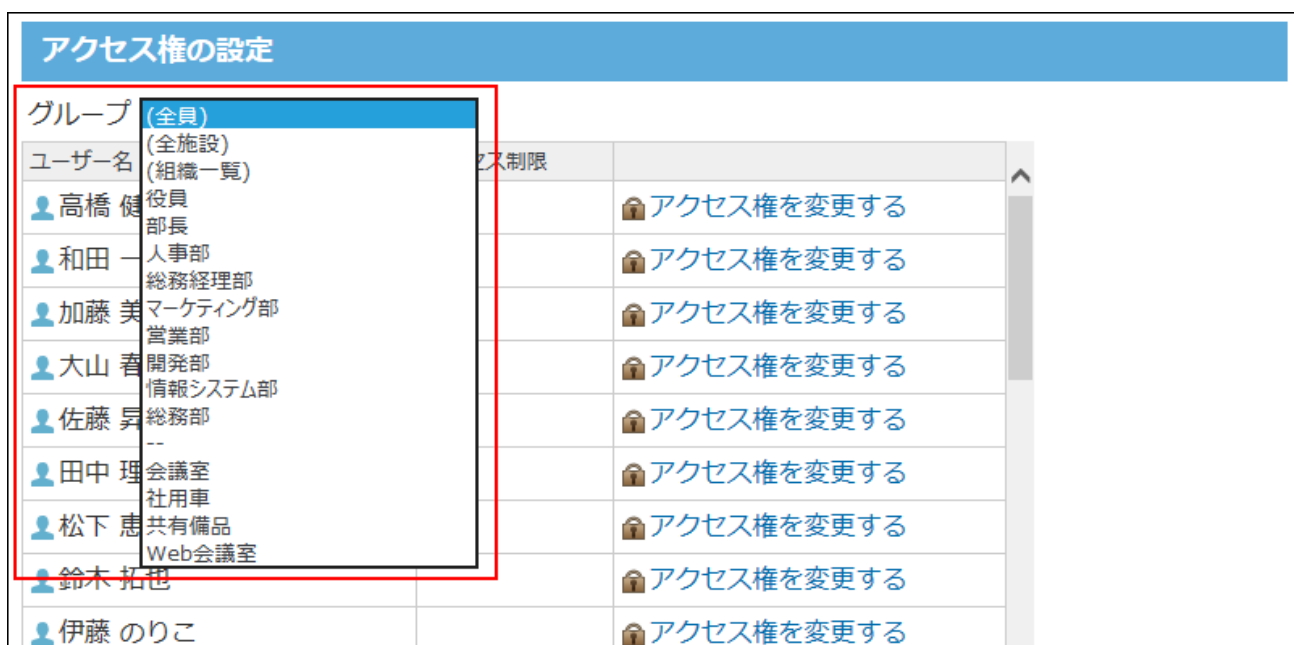 アクセス権の設定
グループ
(全員)
(全施設)
(組織一覧)
役員
部長
人事部
総務経理部
マーケティング部
営業部
開発部
情報システム部
総務部
--
会議室
社用車
共有備品
Web会議室
ユーザー名 セス制限
高橋 健 アクセス権を変更する
和田 一 アクセス権を変更する
加藤 美 アクセス権を変更する
大山 春 アクセス権を変更する
佐藤 昇 アクセス権を変更する
田中 理 アクセス権を変更する
松下 恵 アクセス権を変更する
鈴木 拓也 アクセス権を変更する
伊藤 のりこ アクセス権を変更する